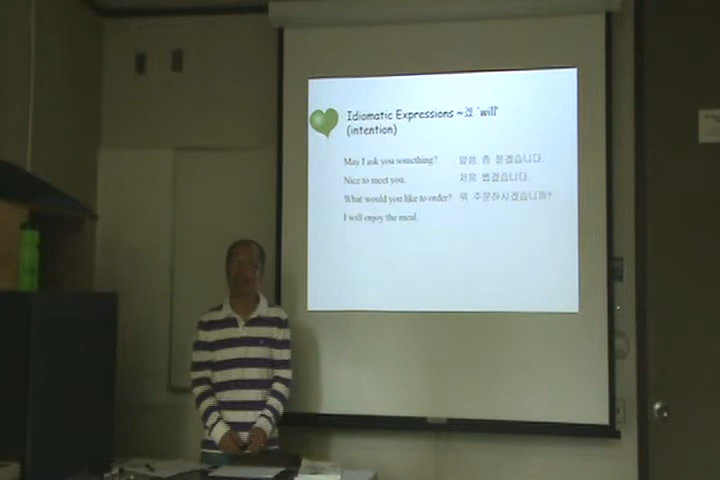 Idiomatic Expressions ~겠 'will'
(intention)
May I ask you something? 말씀 좀 묻겠습니다.
Nice to meet you. 처음 뵙겠습니다.
What would you like to order? 뭐 주문하시겠습니까?
I will enjoy the meal.